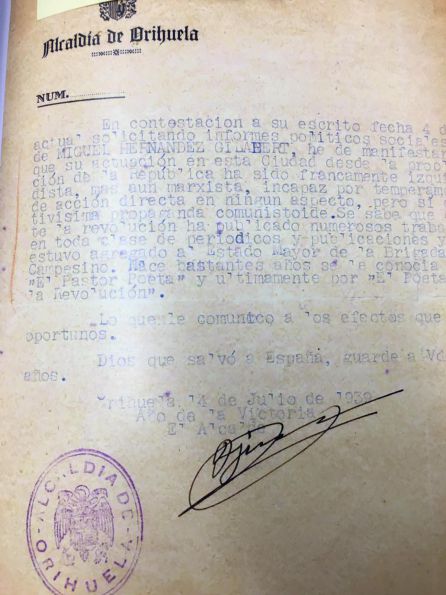 Alcaldía de Orihuela
NUM.
En contestacion a su escrito fecha 4 d
actual solicitando informes politicos sociales
de MIGUEL HERNANDEZ GILABERT, he de manifestar
que su actuación en esta Ciudad desde la
ción de la Republica ha sido francamente izqui
dista, mas aun marxista, incapaz por temperam
de acción directa en ningun aspecto, pero si
tivisima propaganda comunistoide.Se sabe que
te la revolución ha publicado numerosos traba
en toda clase de periodicos y publicaciones y
estuvo agregado al Estado Mayor de la Brigada
Campesino. Hace bastantes años se le conocia
"El Pastor Poeta" y ultimamente por "El Poeta
la Revolución".
Lo que le comunico a los efectos que
oportunos.
Dios que salvó a España, guarde a Vd
años.
Orihuela, 14 de Julio de 1939
Año de la Victoria
El Alcalde
ALCALDIA DE
ORIHUELA